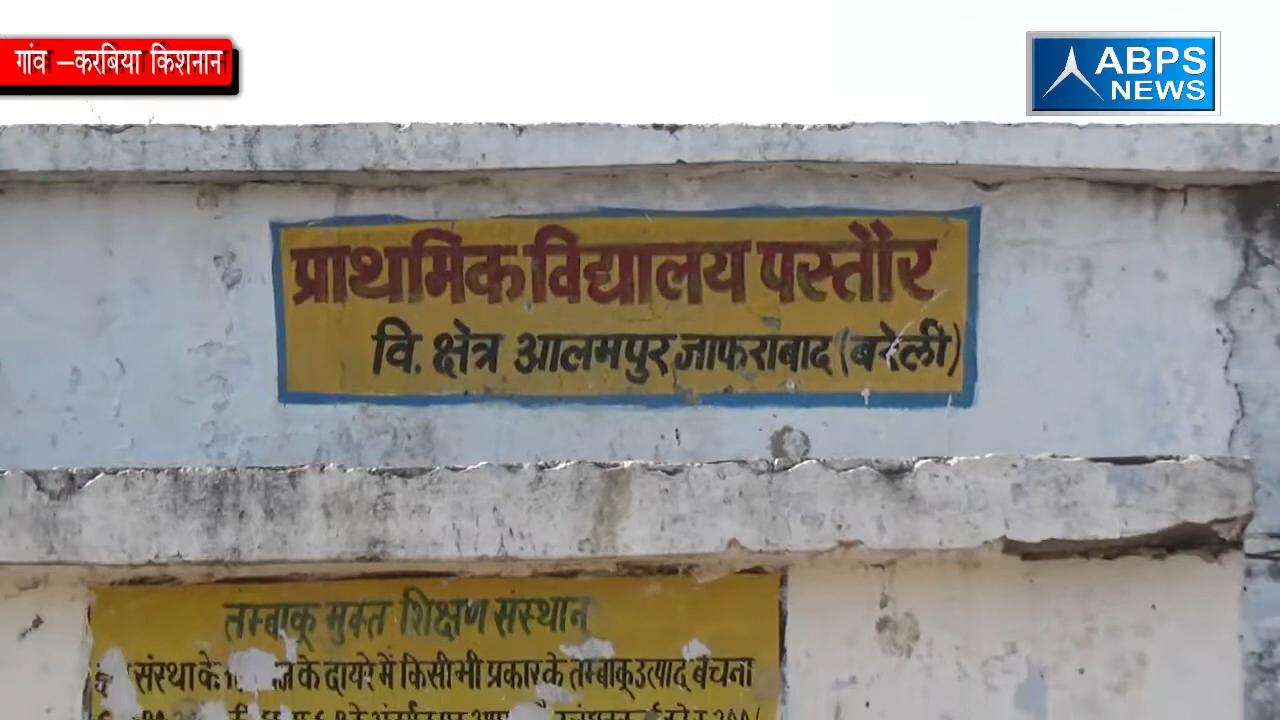 गांव –करबिया किशनान
ABPS
NEWS
प्राथमिक विद्यालय पस्तौर
वि. क्षेत्र आलमपुर जाफराबाद (बरेली)
तम्बाकू मुक्त शिक्षण संस्थान
संस्था के के दायरे में किसी भी प्रकार के तम्बाकू उत्पाद बेचना